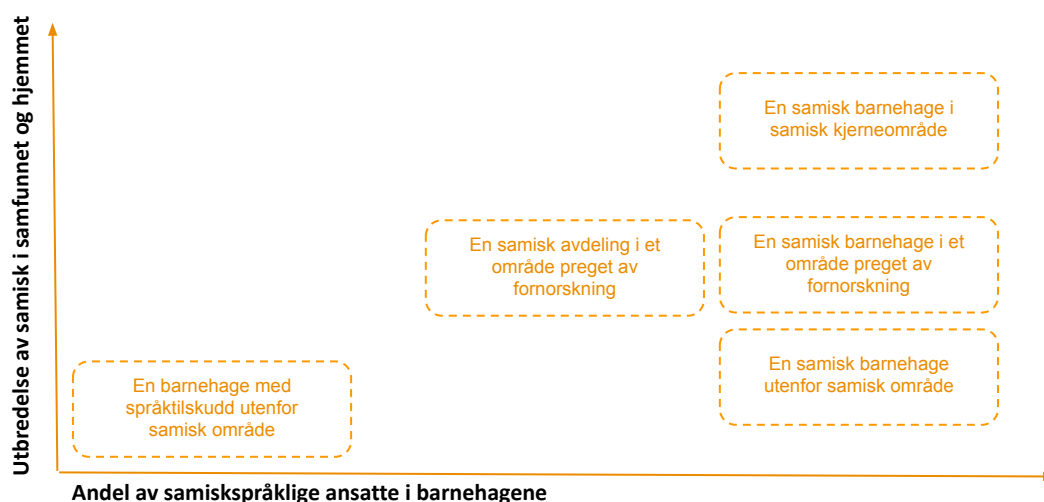 Utbredelse av samisk i samfunnet og hjemmet
En samisk barnehage i
samisk kjerneområde
En samisk avdeling i et
område preget av
fornorskning
En samisk barnehage i et
område preget av
fornorskning
En samisk barnehage
utenfor samisk område
En barnehage med
språktilskudd utenfor
samisk område
Andel av samiskspråklige ansatte i barnehagene